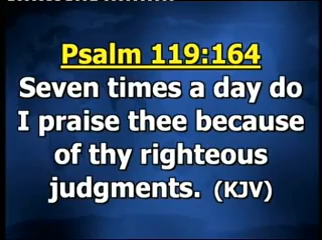 Psalm 119:164
Seven times a day do
I praise thee because
of thy righteous
judgments. (KJV)